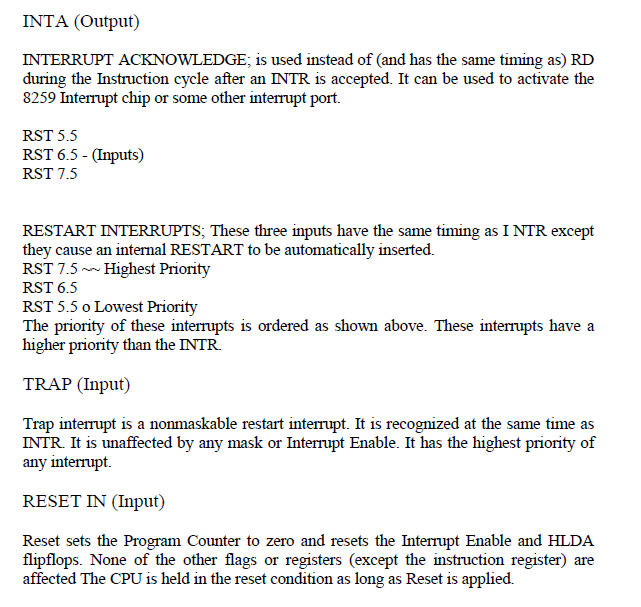 INTA (Output)
INTERRUPT ACKNOWLEDGE; is used instead of (and has the same timing as) RD
during the Instruction cycle after an INTR is accepted. It can be used to activate the
8259 Interrupt chip or some other interrupt port.
RST 5.5
RST 6.5 - (Inputs)
RST 7.5
RESTART INTERRUPTS; These three inputs have the same timing as I NTR except
they cause an internal RESTART to be automatically inserted.
RST 7.5 ~~ Highest Priority
RST 6.5
RST 5.5 o Lowest Priority
The priority of these interrupts is ordered as shown above. These interrupts have a
higher priority than the INTR.
TRAP (Input)
Trap interrupt is a nonmaskable restart interrupt. It is recognized at the same time as
INTR. It is unaffected by any mask or Interrupt Enable. It has the highest priority of
any interrupt.
RESET IN (Input)
Reset sets the Program Counter to zero and resets the Interrupt Enable and HLDA
flipflops. None of the other flags or registers (except the instruction register) are
affected The CPU is held in the reset condition as long as Reset is applied.